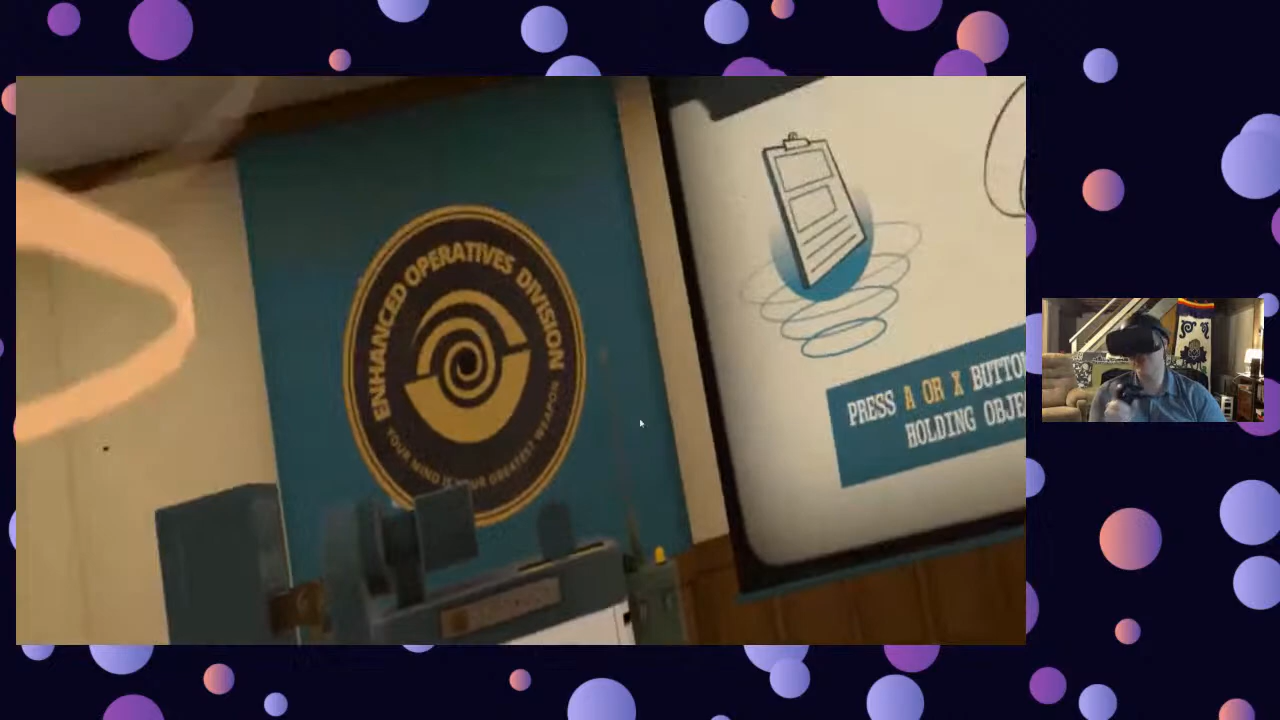 ENHANCED OPERATIVES DIVISION
YOUR MIND IS YOUR GREATEST WEAPON
PRESS A OR X BUTTO
HOLDING OBJE